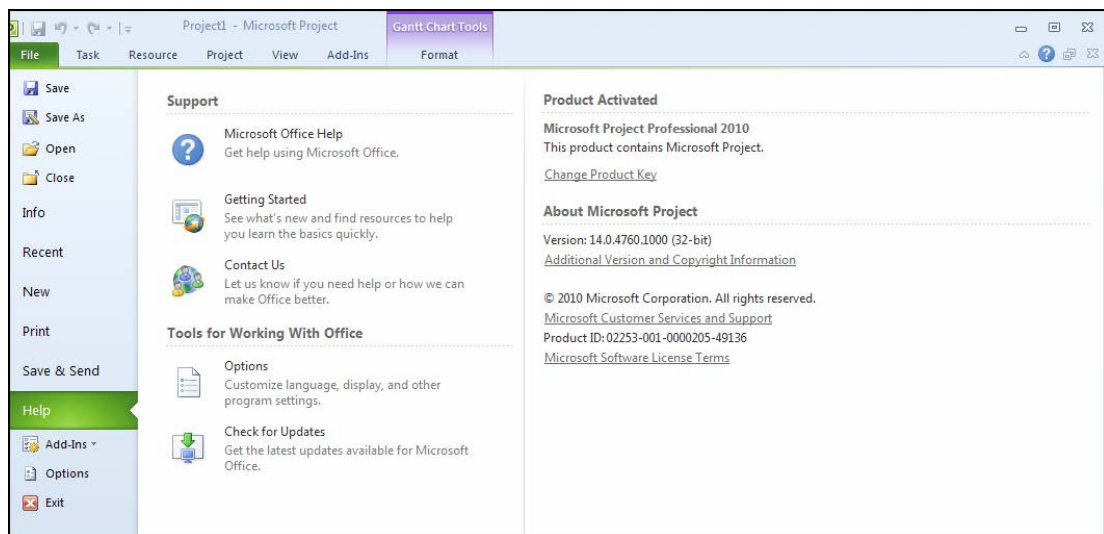 Project1 - Microsoft Project
Gantt Chart Tools
File Task Resource Project View Add-Ins Format
Save
Save As
Open
Close
Info
Recent
New
Print
Save & Send
Help
Add-Ins
Options
Exit
Support
Microsoft Office Help
Get help using Microsoft Office.
Getting Started
See what's new and find resources to help
you learn the basics quickly.
Contact Us
Let us know if you need help or how we can
make Office better.
Tools for Working With Office
Options
Customize language, display, and other
program settings.
Check for Updates
Get the latest updates available for Microsoft
Office.
Product Activated
Microsoft Project Professional 2010
This product contains Microsoft Project.
Change Product Key
About Microsoft Project
Version: 14.0.4760.1000 (32-bit)
Additional Version and Copyright Information
© 2010 Microsoft Corporation. All rights reserved.
Microsoft Customer Services and Support
Product ID: 02253-001-0000205-49136
Microsoft Software License Terms